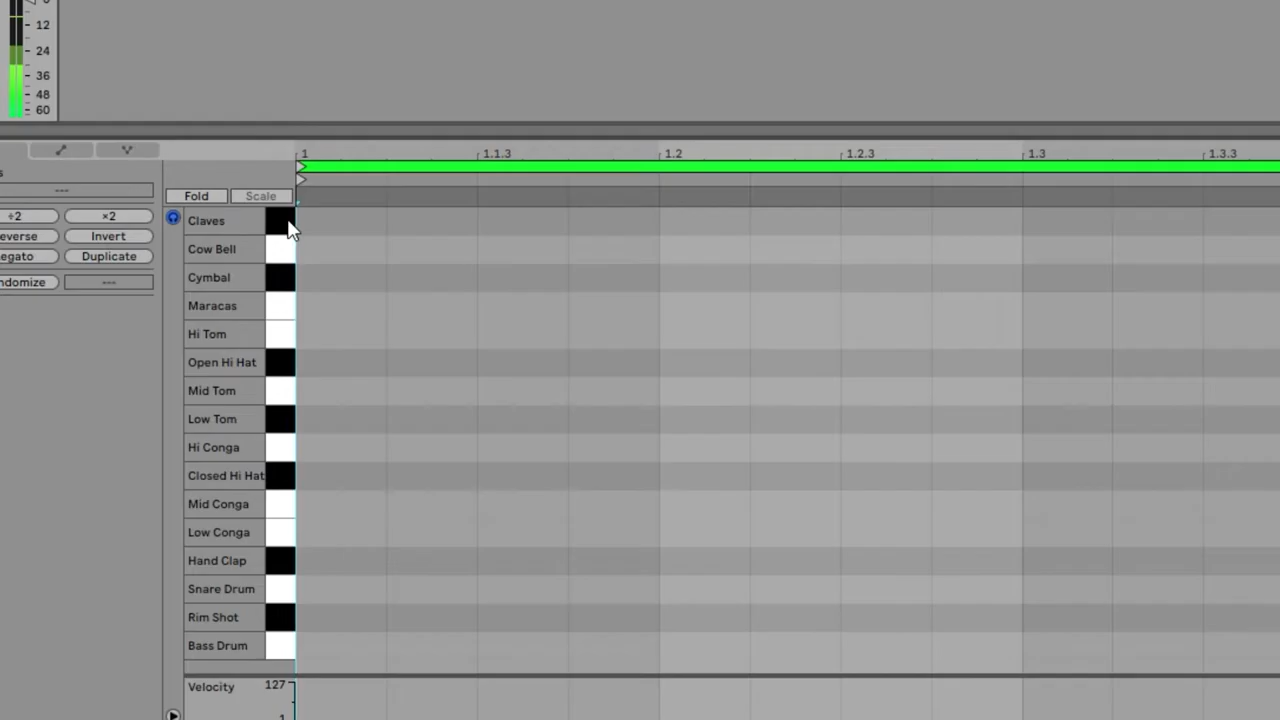 12
24
36
48
60
1 1.1.3 1.2 1.2.3 1.3 1.3.3
---
Fold Scale
÷2 ×2
everse Invert
egato Duplicate
ndomize ---
Claves
Cow Bell
Cymbal
Maracas
Hi Tom
Open Hi Hat
Mid Tom
Low Tom
Hi Conga
Closed Hi Hat
Mid Conga
Low Conga
Hand Clap
Snare Drum
Rim Shot
Bass Drum
Velocity 127
1